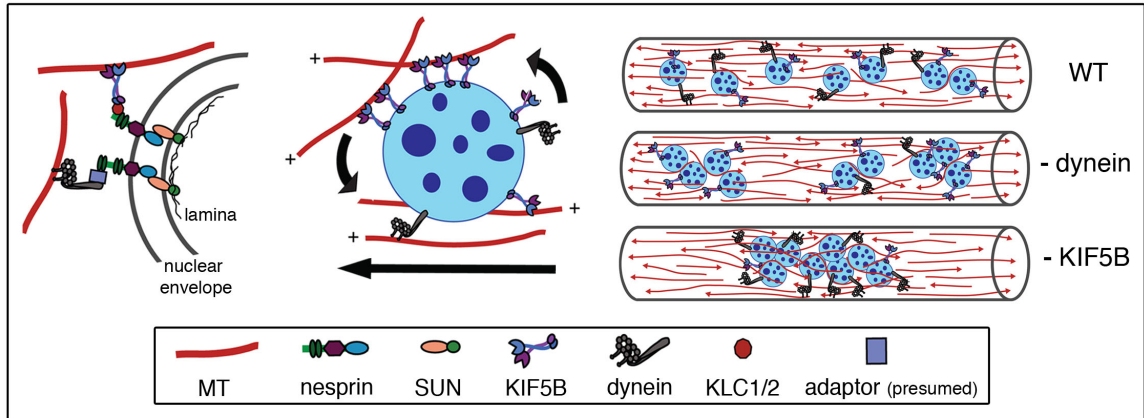 +
+
+
+
lamina
nuclear
envelope
WT
- dynein
- KIF5B
MT
nesprin
SUN
KIF5B
dynein
KLC1/2
adaptor (presumed)